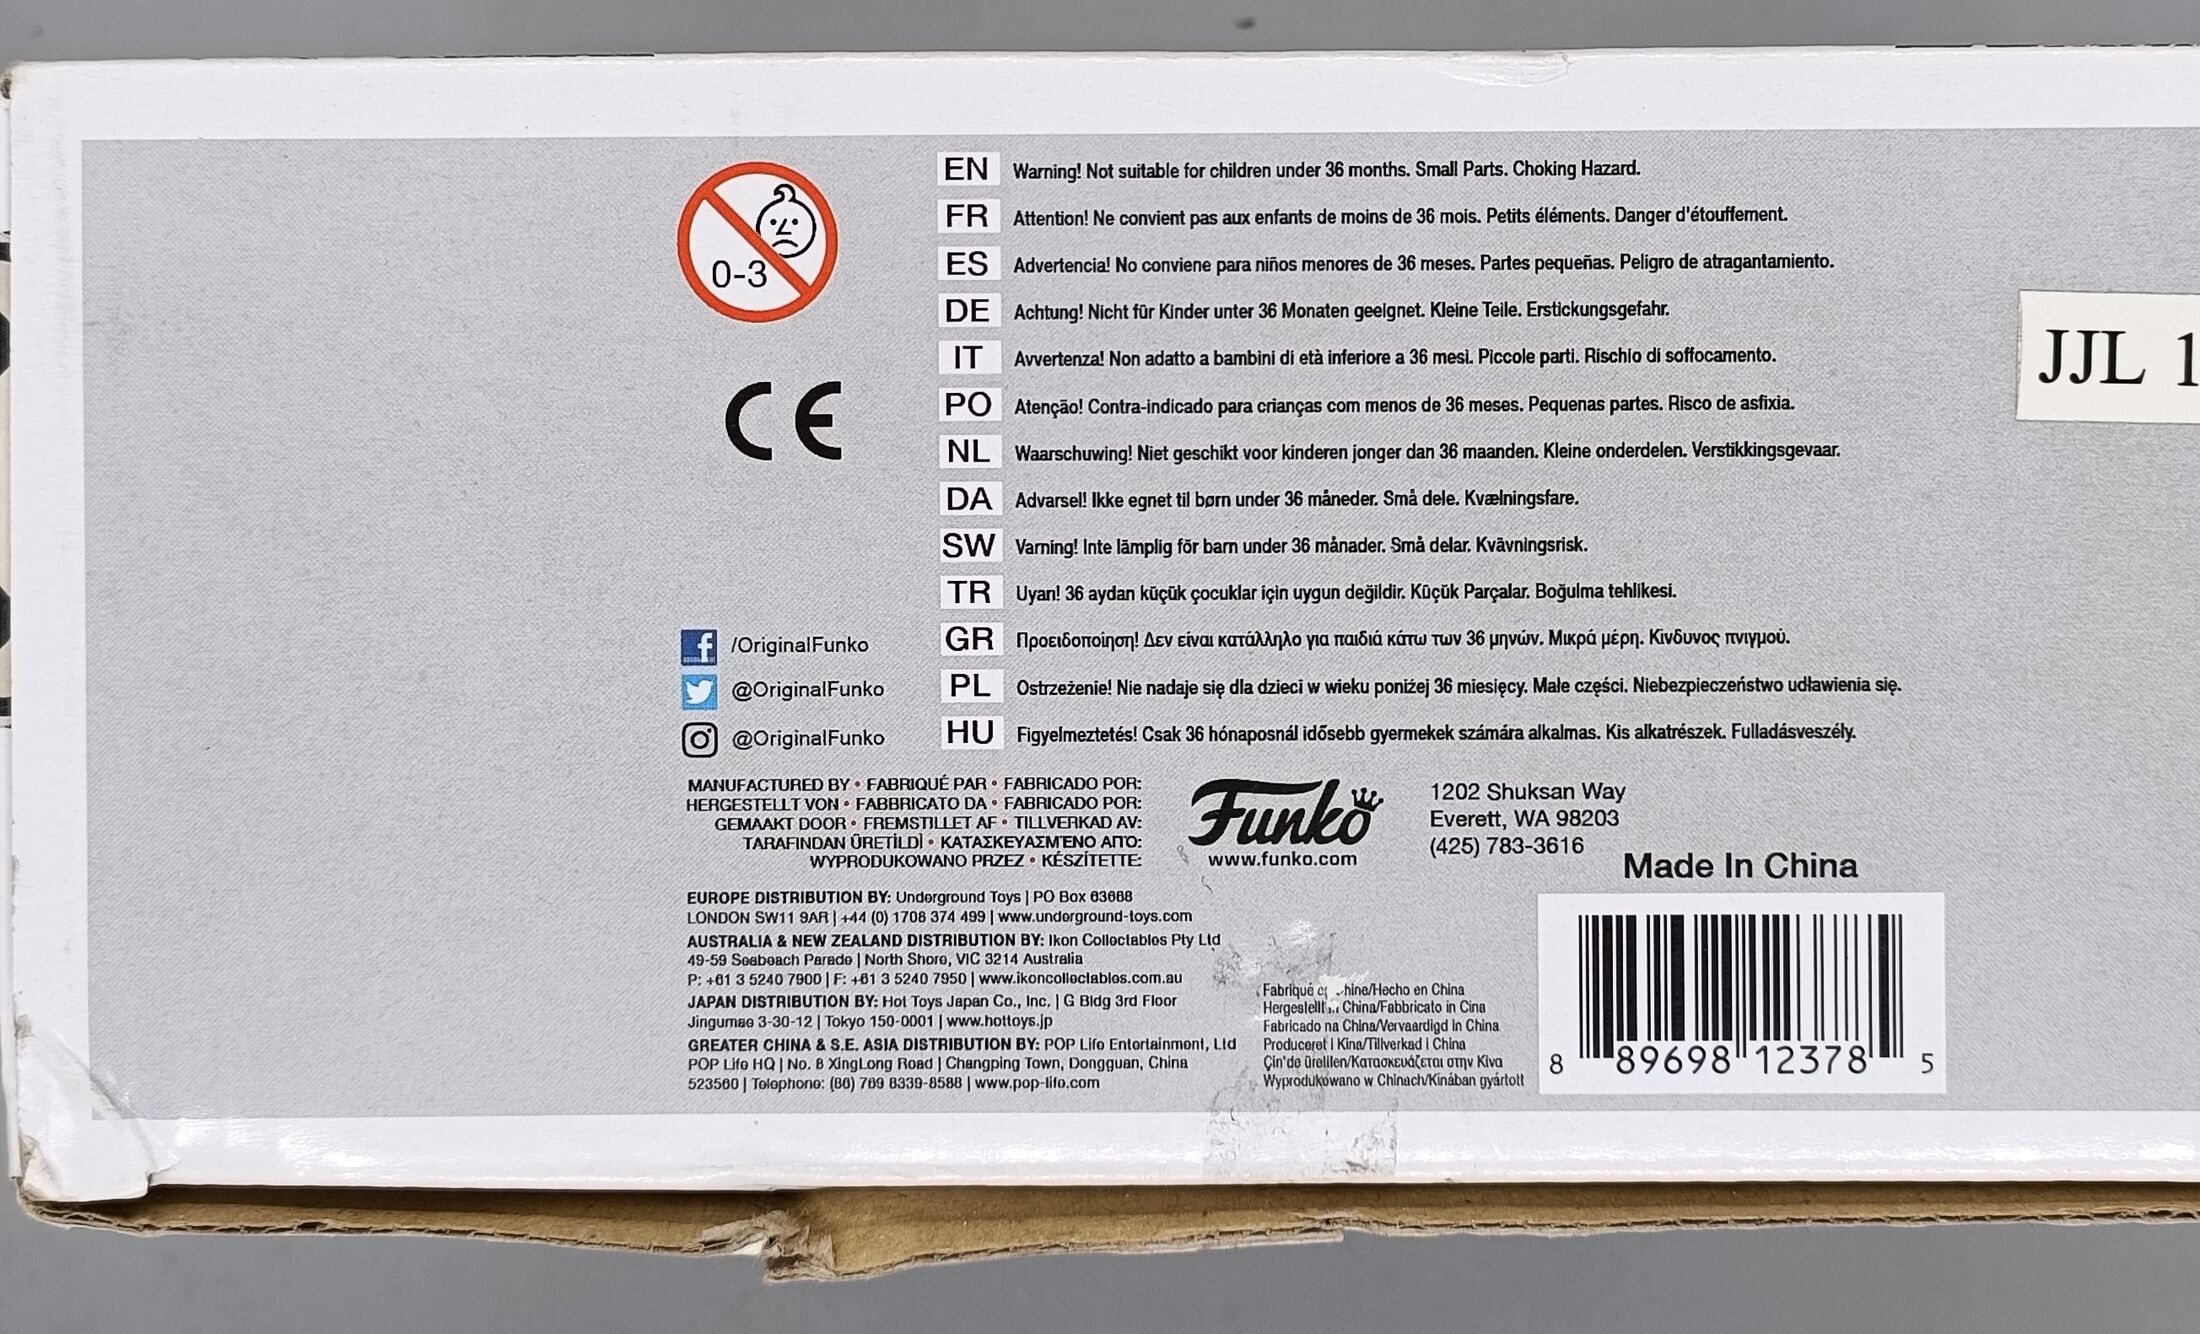 0-3
CE
EN Warning! Not suitable for children under 36 months. Small Parts. Choking Hazard.
FR Attention! Ne convient pas aux enfants de moins de 36 mois. Petits éléments. Danger d'étouffement.
ES Advertencia! No conviene para niños menores de 36 meses. Partes pequeñas. Peligro de atragantamiento.
DE Achtung! Nicht für Kinder unter 36 Monaten geeignet. Kleine Teile. Erstickungsgefahr.
IT Avvertenza! Non adatto a bambini di età inferiore a 36 mesi. Piccole parti. Rischio di soffocamento.
PO Atenção! Contra-indicado para crianças com menos de 36 meses. Pequenas partes. Risco de asfixia.
NL Waarschuwing! Niet geschikt voor kinderen jonger dan 36 maanden. Kleine onderdelen. Verstikkingsgevaar.
DA Advarsel! Ikke egnet til børn under 36 måneder. Små dele. Kvælningsfare.
SW Varning! Inte lämplig för barn under 36 månader. Små delar. Kvävningsrisk.
TR Uyarı! 36 aydan küçük çocuklar için uygun değildir. Küçük Parçalar. Boğulma tehlikesi.
GR Προειδοποίηση! Δεν είναι κατάλληλο για παιδιά κάτω των 36 μηνών. Μικρά μέρη. Κίνδυνος πνιγμού.
PL Ostrzeżenie! Nie nadaje się dla dzieci w wieku poniżej 36 miesięcy. Małe części. Niebezpieczeństwo udławienia się.
HU Figyelmeztetés! Csak 36 hónaposnál idősebb gyermekek számára alkalmas. Kis alkatrészek. Fulladásveszély.
JJL 1
/OriginalFunko
@OriginalFunko
@OriginalFunko
MANUFACTURED BY • FABRIQUÉ PAR • FABRICADO POR:
HERGESTELLT VON • FABBRICATO DA • FABRICADO POR:
GEMAAKT DOOR • FREMSTILLET AF • TILLVERKAD AV:
TARAFINDAN ÜRETİLDİ • ΚΑΤΑΣΚΕΥΑΣΜΈΝΟ ΑΠΌ:
WYPRODUKOWANO PRZEZ • KÉSZÍTETTE:
Funko
www.funko.com
1202 Shuksan Way
Everett, WA 98203
(425) 783-3616
Made In China
EUROPE DISTRIBUTION BY: Underground Toys | PO Box 63668
LONDON SW11 9AR | +44 (0) 1708 374 499 | www.underground-toys.com
AUSTRALIA & NEW ZEALAND DISTRIBUTION BY: Ikon Collectables Pty Ltd
49-59 Seabeach Parade | North Shore, VIC 3214 Australia
P: +61 3 5240 7900 | F: +61 3 5240 7950 | www.ikoncollectables.com.au
JAPAN DISTRIBUTION BY: Hot Toys Japan Co., Inc. | G Bldg 3rd Floor
Jingumae 3-30-12 | Tokyo 150-0001 | www.hottoys.jp
GREATER CHINA & S.E. ASIA DISTRIBUTION BY: POP Life Entertainment, Ltd
POP Life HQ | No. 8 XingLong Road | Changping Town, Dongguan, China
523560 | Telephone: (86) 769 8339-8588 | www.pop-life.com
Fabriqué hine/Hecho en China
Hergestellt China/Fabbricato in Cina
Fabricado na China/Vervaardigd in China
Produceret i Kina/Tillverkad i China
Çin'de üretilen/Κατασκευάζεται στην Κίνα
Wyprodukowano w Chinach/Kínában gyártott
8 89698 12378 5